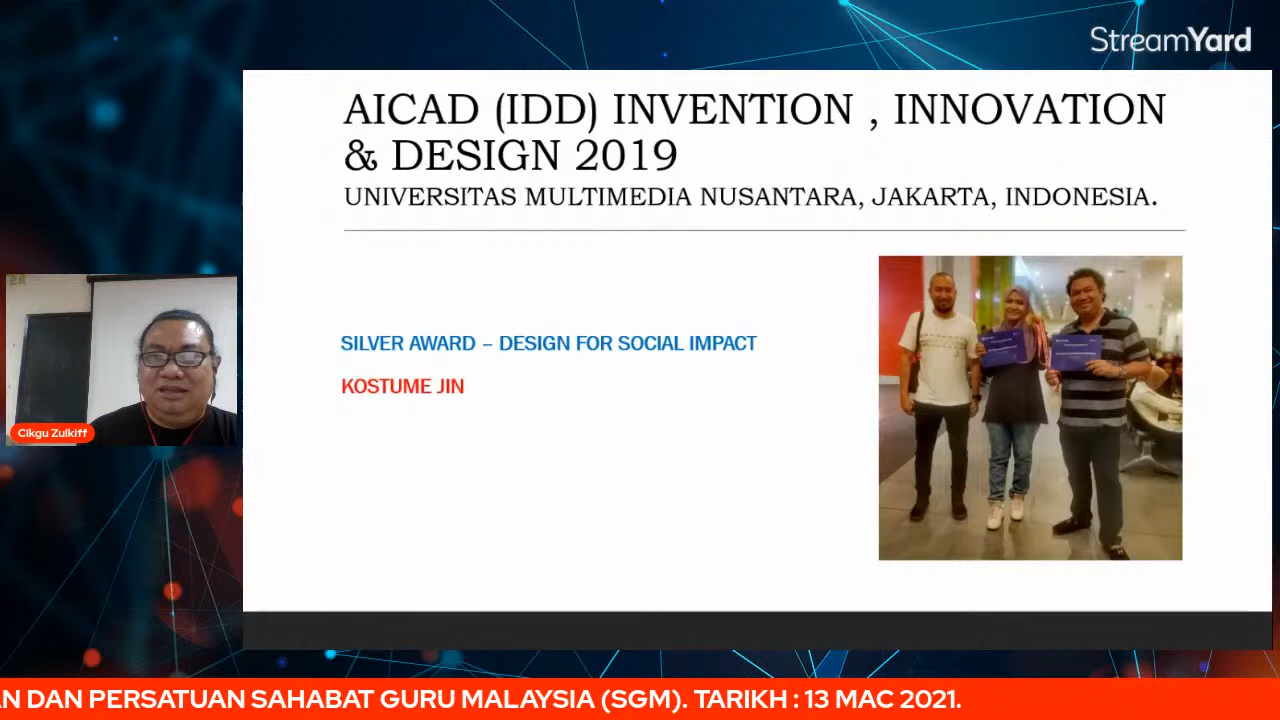 StreamYard
AICAD (IDD) INVENTION , INNOVATION
& DESIGN 2019
UNIVERSITAS MULTIMEDIA NUSANTARA, JAKARTA, INDONESIA.
SILVER AWARD – DESIGN FOR SOCIAL IMPACT
KOSTUME JIN
Cikgu Zulkiff
DAN PERSATUAN SAHABAT GURU MALAYSIA (SGM). TARIKH : 13 MAC 2021.